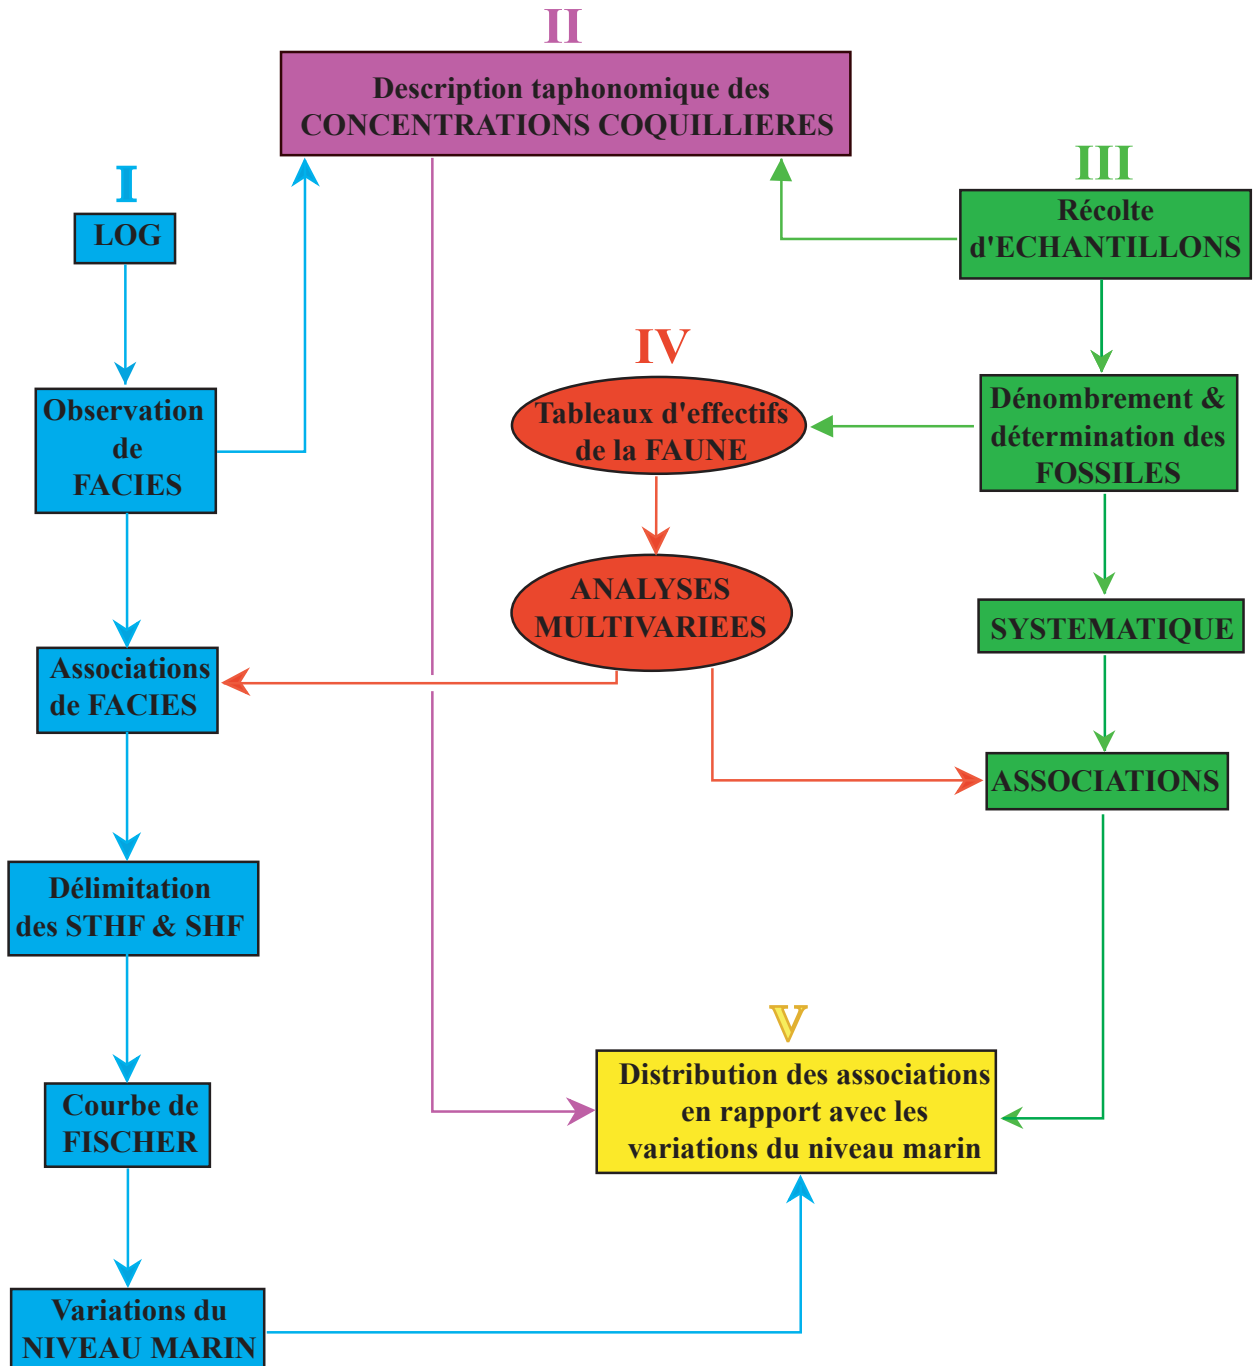 II
Description taphonomique des
CONCENTRATIONS COQUILLIERES
I
LOG
III
Récolte
d'ECHANTILLONS
Observation
de
FACIES
IV
Tableaux d'effectifs
de la FAUNE
Dénombrement &
détermination des
FOSSILES
ANALYSES
MULTIVARIEES
SYSTEMATIQUE
Associations
de FACIES
ASSOCIATIONS
Délimitation
des STHF & SHF
V
Distribution des associations
en rapport avec les
variations du niveau marin
Courbe de
FISCHER
Variations du
NIVEAU MARIN